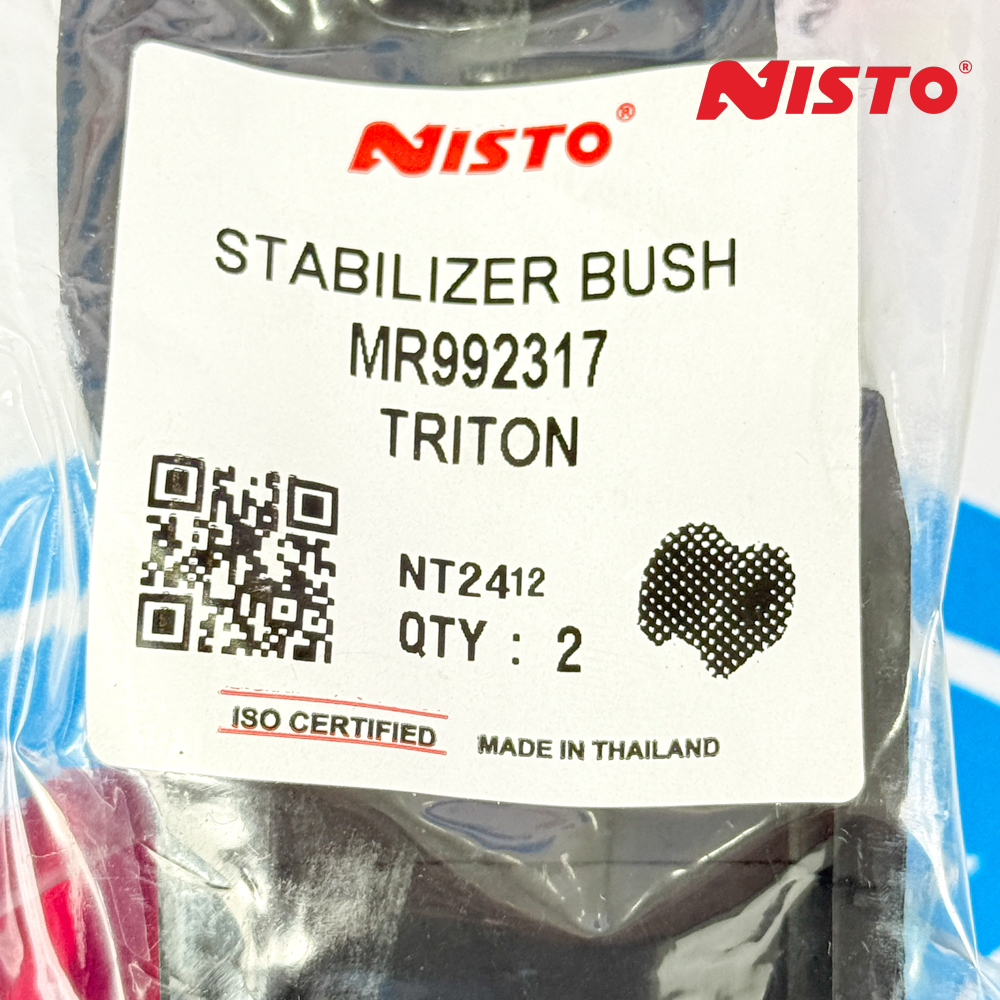 NISTO®
NISTO®
STABILIZER BUSH
MR992317
TRITON
NT2412
QTY : 2
ISO CERTIFIED
MADE IN THAILAND